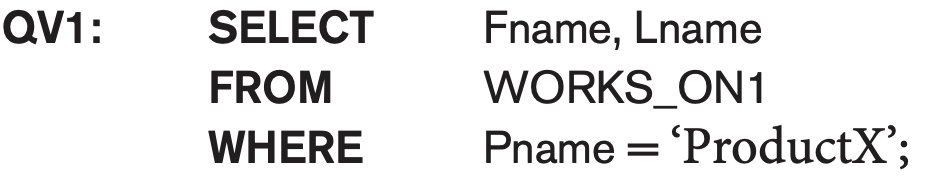 QV1: SELECT Fname, Lname
FROM WORKS_ON1
WHERE Pname = ‘ProductX’;